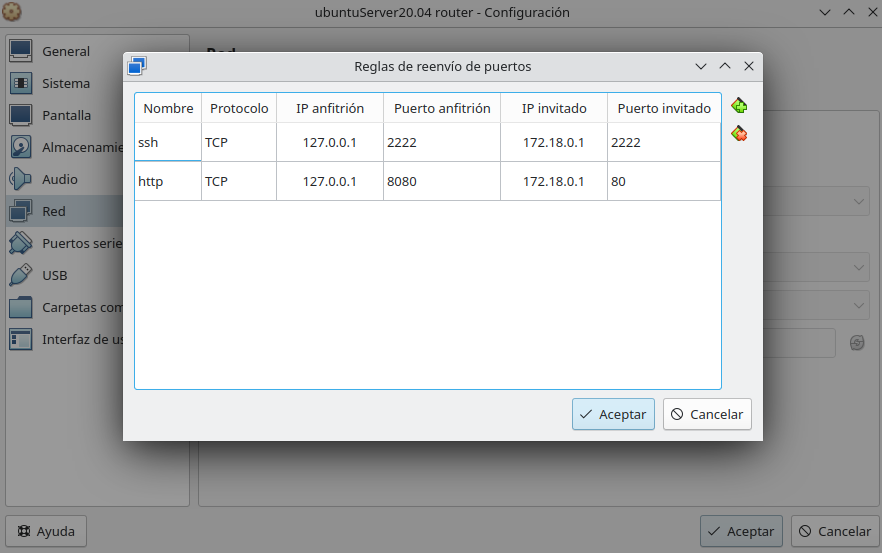 ubuntuServer20.04 router - Configuración
General
Sistema
Pantalla
Almacenamie
Audio
Red
Puertos serie
USB
Carpetas com
Interfaz de us
Red
Reglas de reenvío de puertos
Nombre Protocolo IP anfitrión Puerto anfitrión IP invitado Puerto invitado
ssh TCP 127.0.0.1 2222 172.18.0.1 2222
http TCP 127.0.0.1 8080 172.18.0.1 80
Aceptar Cancelar
Ayuda Aceptar Cancelar